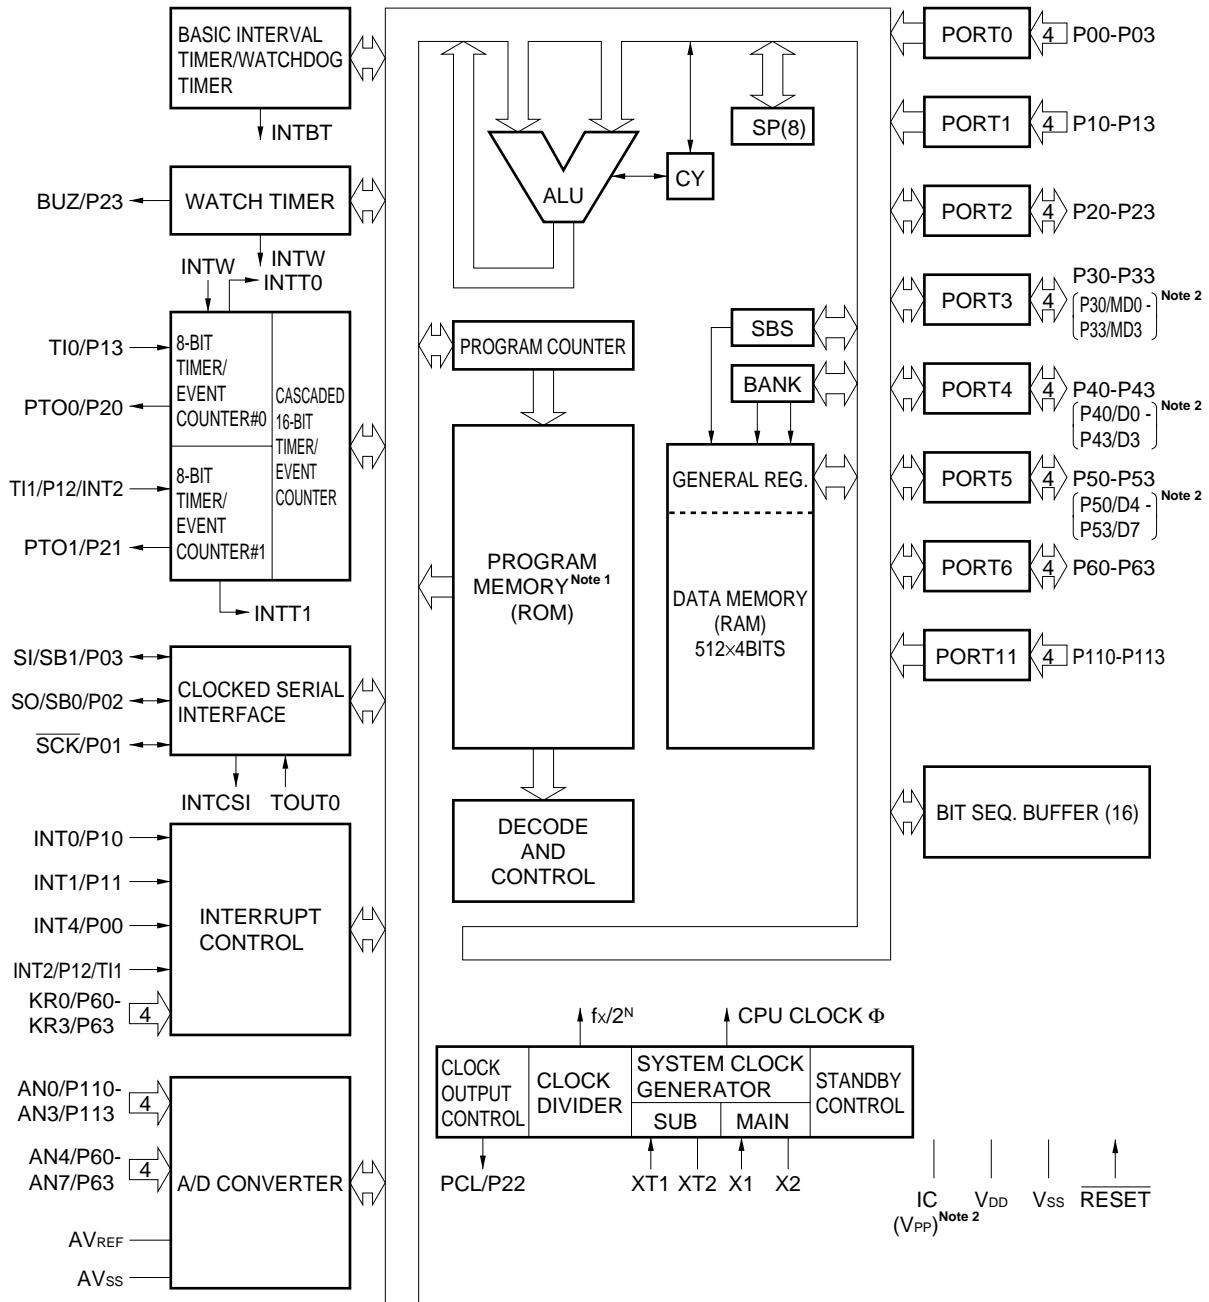 BASIC INTERVAL
TIMER/WATCHDOG
TIMER
INTBT
BUZ/P23
WATCH TIMER
INTW
INTW
INTT0
TI0/P13
PTO0/P20
8-BIT
TIMER/
EVENT
COUNTER#0
TI1/P12/INT2
PTO1/P21
8-BIT
TIMER/
EVENT
COUNTER#1
CASCADED
16-BIT
TIMER/
EVENT
COUNTER
INTT1
SI/SB1/P03
SO/SB0/P02
SCK/P01
CLOCKED SERIAL
INTERFACE
INTCSI
TOUT0
INT0/P10
INT1/P11
INT4/P00
INT2/P12/TI1
KR0/P60-
KR3/P63
4
INTERRUPT
CONTROL
AN0/P110-
AN3/P113
4
AN4/P60-
AN7/P63
4
AVREF
AVSS
A/D CONVERTER
ALU
CY
SP(8)
PROGRAM COUNTER
PROGRAM
MEMORY Note 1
(ROM)
DECODE
AND
CONTROL
SBS
BANK
GENERAL REG.
DATA MEMORY
(RAM)
512×4BITS
fX/2^N
CPU CLOCK Φ
CLOCK
OUTPUT
CONTROL
CLOCK
DIVIDER
SYSTEM CLOCK
GENERATOR
SUB
MAIN
STANDBY
CONTROL
PCL/P22
XT1
XT2
X1
X2
IC
(VPP) Note 2
VDD
VSS
RESET
PORT0
4
P00-P03
PORT1
4
P10-P13
PORT2
4
P20-P23
PORT3
4
P30-P33
P30/MD0 -
P33/MD3
Note 2
PORT4
4
P40-P43
P40/D0 -
P43/D3
Note 2
PORT5
4
P50-P53
P50/D4 -
P53/D7
Note 2
PORT6
4
P60-P63
PORT11
4
P110-P113
BIT SEQ. BUFFER (16)